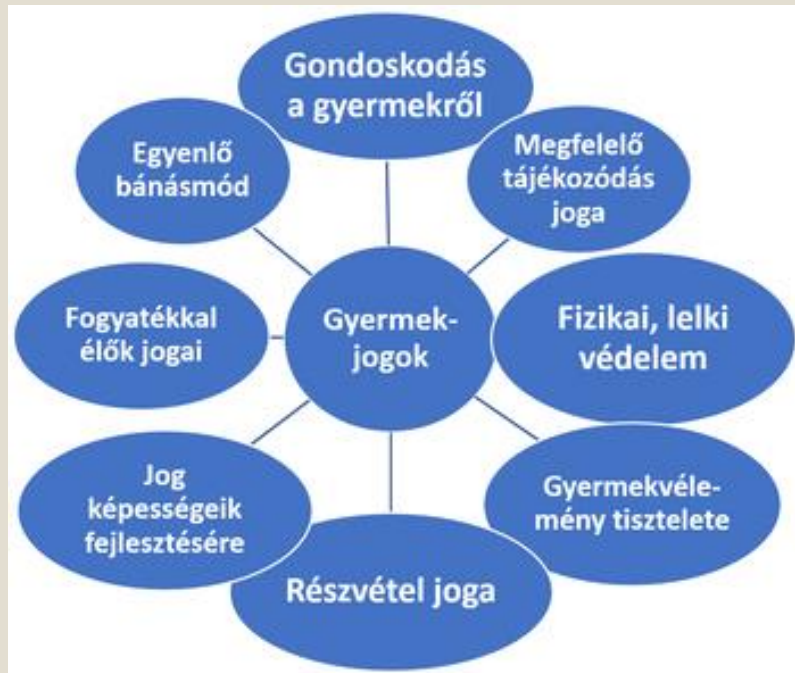 Gondoskodás
a gyermekről
Egyenlő
bánásmód
Megfelelő
tájékozódás
joga
Fogyatékkal
élők jogai
Gyermek-
jogok
Fizikai, lelki
védelem
Jog
képességeik
fejlesztésére
Gyermekvéle-
mény tisztelete
Részvétel joga